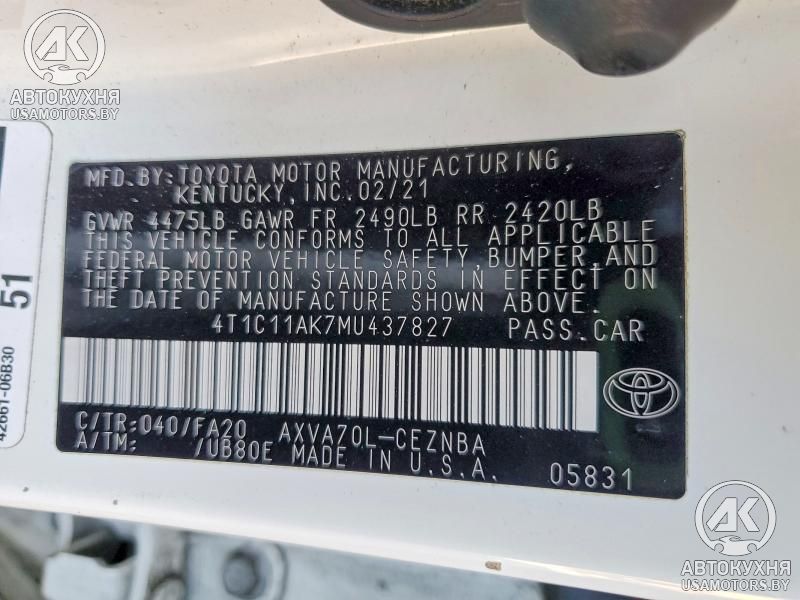 АК
АВТОКУХНЯ
USAMOTORS.BY
51
42661-06B30
MFD.BY:TOYOTA MOTOR MANUFACTURING,
KENTUCKY,INC.02/21
GVWR 4475LB GAWR FR 2490LB RR 2420LB
THIS VEHICLE CONFORMS TO ALL APPLICABLE
FEDERAL MOTOR VEHICLE SAFETY,BUMPER,AND
THEFT PREVENTION STANDARDS IN EFFECT ON
THE DATE OF MANUFACTURE SHOWN ABOVE.
4T1C11AK7MU437827 PASS.CAR
C/TR:040/FA20 AXVA70L-CEZNBA
A/TM: /UB80E MADE IN U.S.A. 05831
АК
АВТОКУХНЯ
USAMOTORS.BY